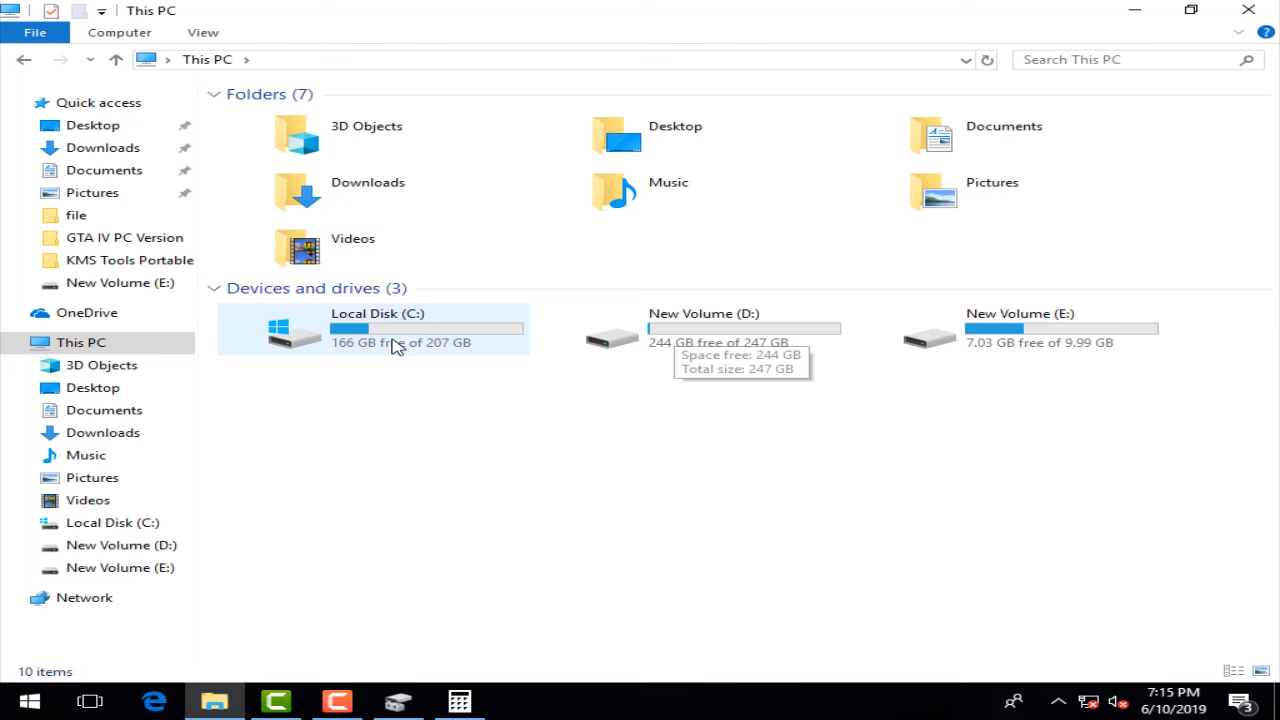 This PC
File Computer View
This PC
Search This PC
Quick access
Desktop
Downloads
Documents
Pictures
file
GTA IV PC Version
KMS Tools Portable
New Volume (E:)
OneDrive
This PC
3D Objects
Desktop
Documents
Downloads
Music
Pictures
Videos
Local Disk (C:)
New Volume (D:)
New Volume (E:)
Network
Folders (7)
3D Objects
Desktop
Documents
Downloads
Music
Pictures
Videos
Devices and drives (3)
Local Disk (C:)
166 GB free of 207 GB
New Volume (D:)
244 GB free of 247 GB
Space free: 244 GB
Total size: 247 GB
New Volume (E:)
7.03 GB free of 9.99 GB
10 items
7:15 PM
6/10/2019
3